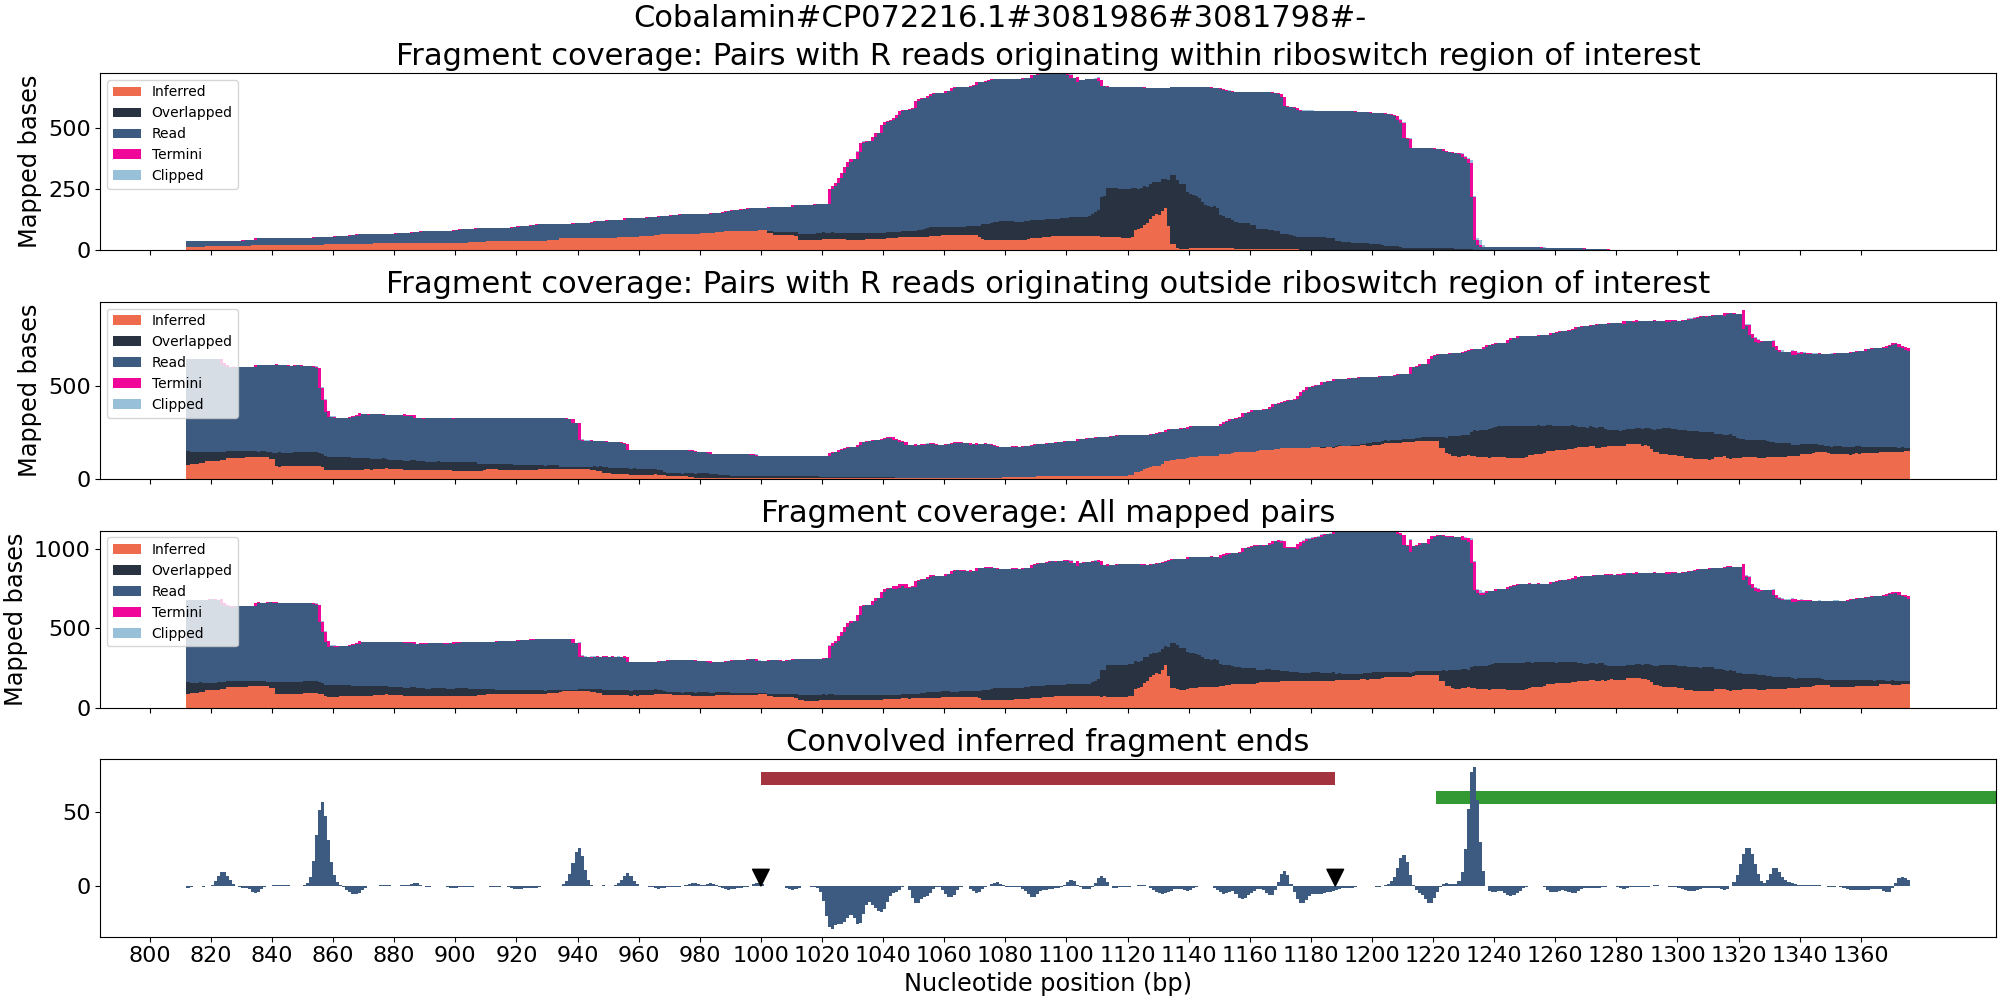 Cobalamin#CP072216.1#3081986#3081798#-
Fragment coverage: Pairs with R reads originating within riboswitch region of interest
Mapped bases
500
250
0
Inferred
Overlapped
Read
Termini
Clipped
Fragment coverage: Pairs with R reads originating outside riboswitch region of interest
Mapped bases
500
0
Inferred
Overlapped
Read
Termini
Clipped
Fragment coverage: All mapped pairs
Mapped bases
1000
500
0
Inferred
Overlapped
Read
Termini
Clipped
Convolved inferred fragment ends
50
0
800 820 840 860 880 900 920 940 960 980 1000 1020 1040 1060 1080 1100 1120 1140 1160 1180 1200 1220 1240 1260 1280 1300 1320 1340 1360
Nucleotide position (bp)